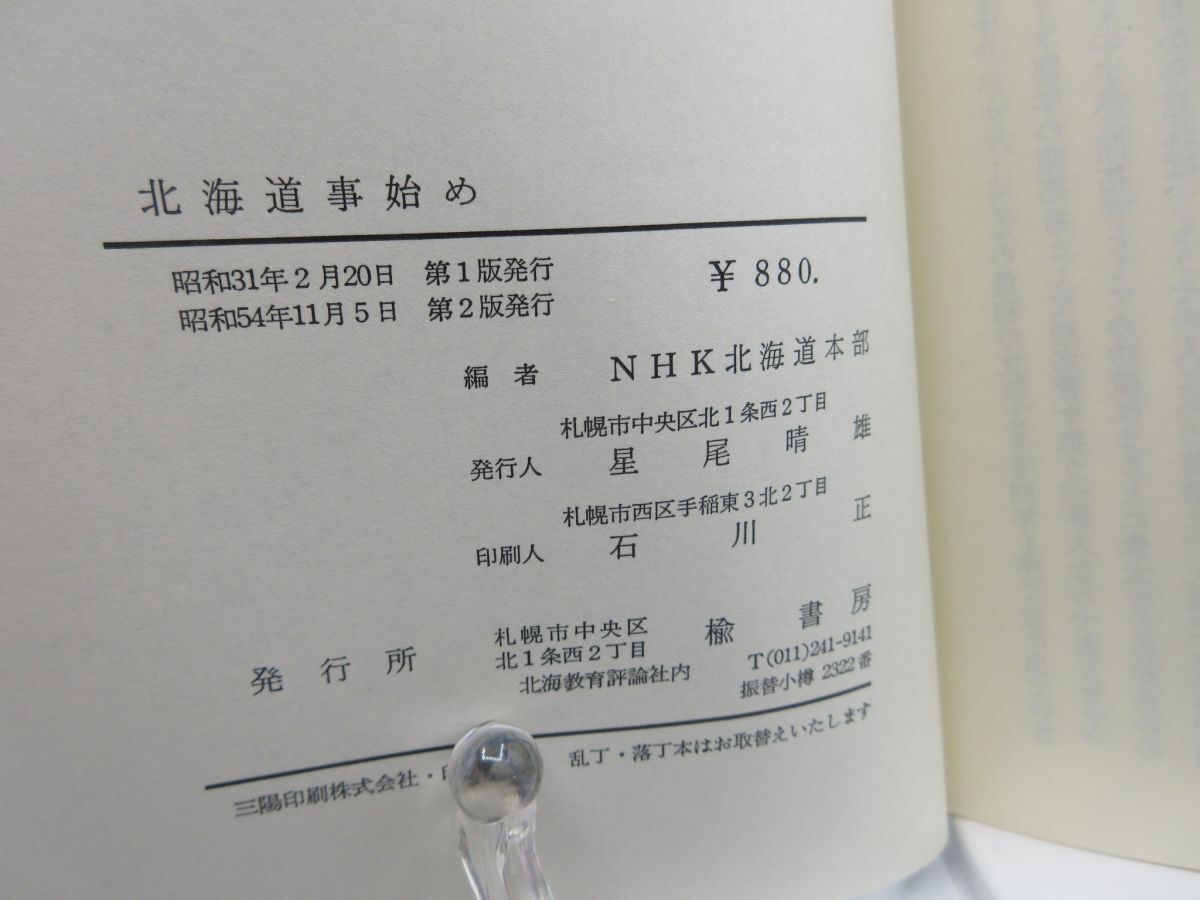 北海道事始め
昭和31年2月20日 第1版発行
昭和54年11月5日 第2版発行
¥880.
編者 NHK北海道本部
札幌市中央区北1条西2丁目
発行人 星尾晴雄
札幌市西区手稲東3北2丁目
印刷人 石川正
発行所 札幌市中央区
北1条西2丁目
北海教育評論社内
楡書房
T(011)241-9141
振替小樽 2322番
三陽印刷株式会社・
乱丁・落丁本はお取替えいたします